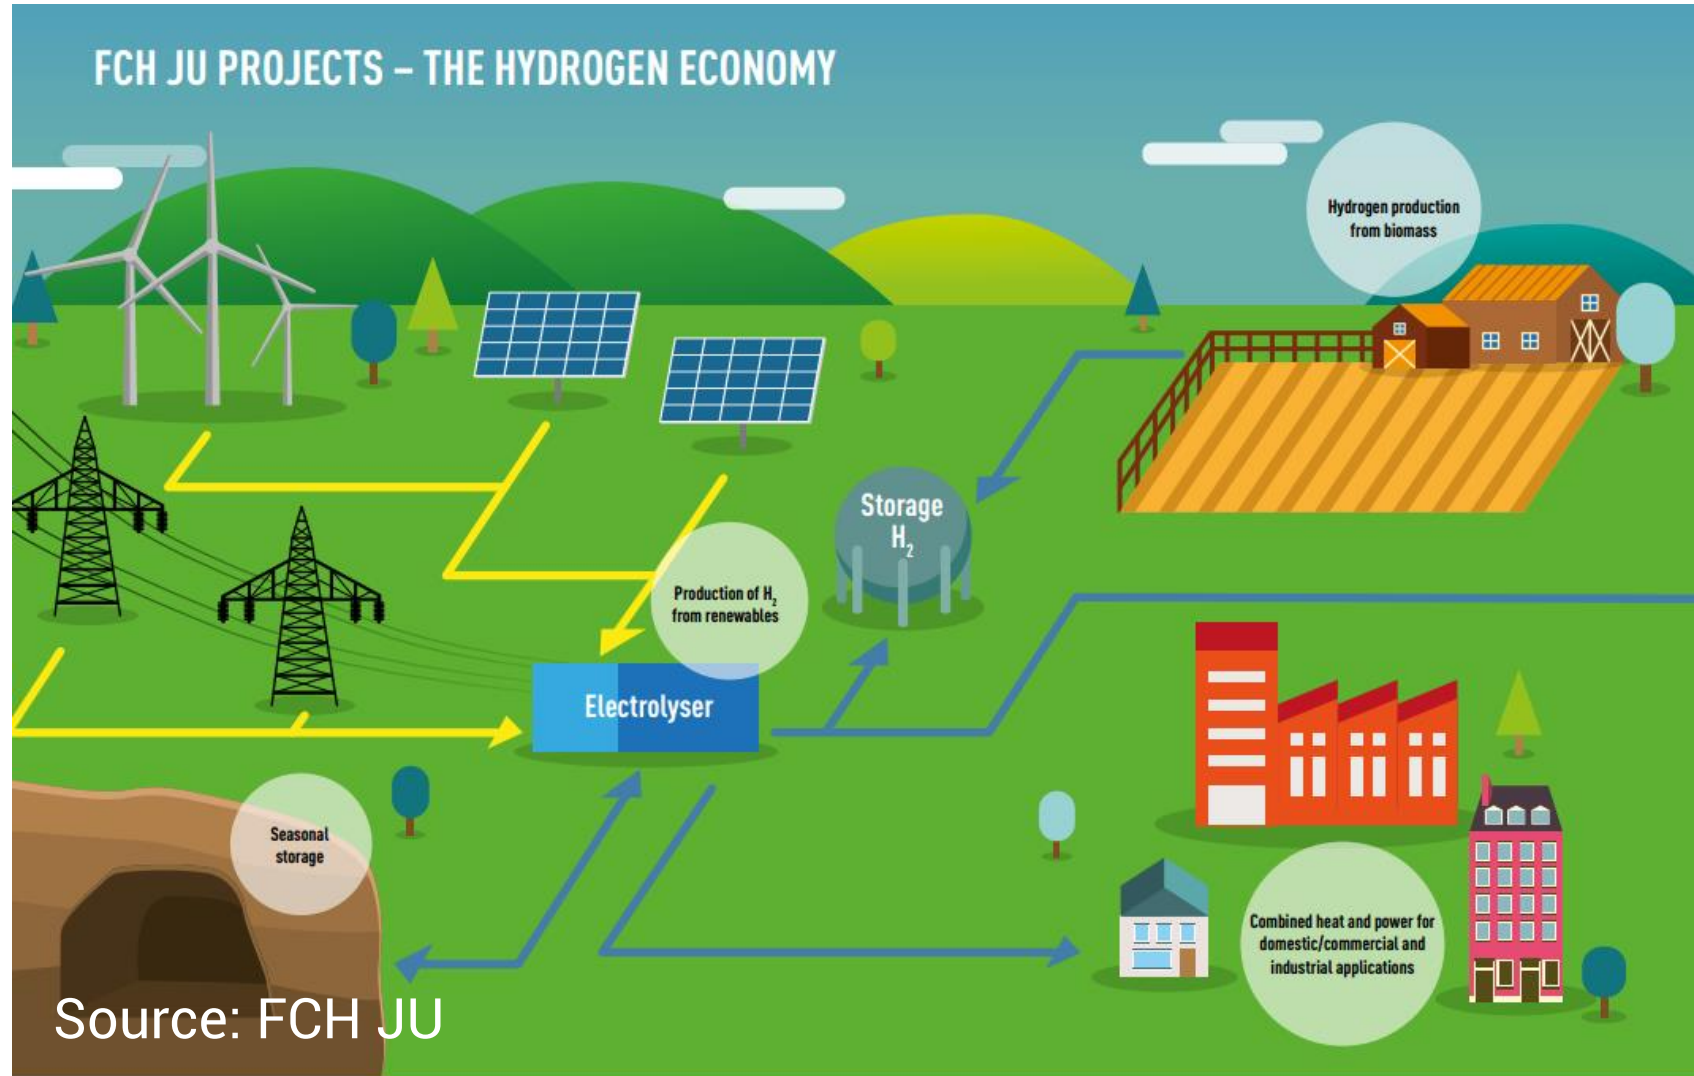 FCH JU PROJECTS – THE HYDROGEN ECONOMY
Hydrogen production
from biomass
Storage
H₂
Production of H₂
from renewables
Electrolyser
Seasonal
storage
Combined heat and power for
domestic/commercial and
industrial applications
Source: FCH JU